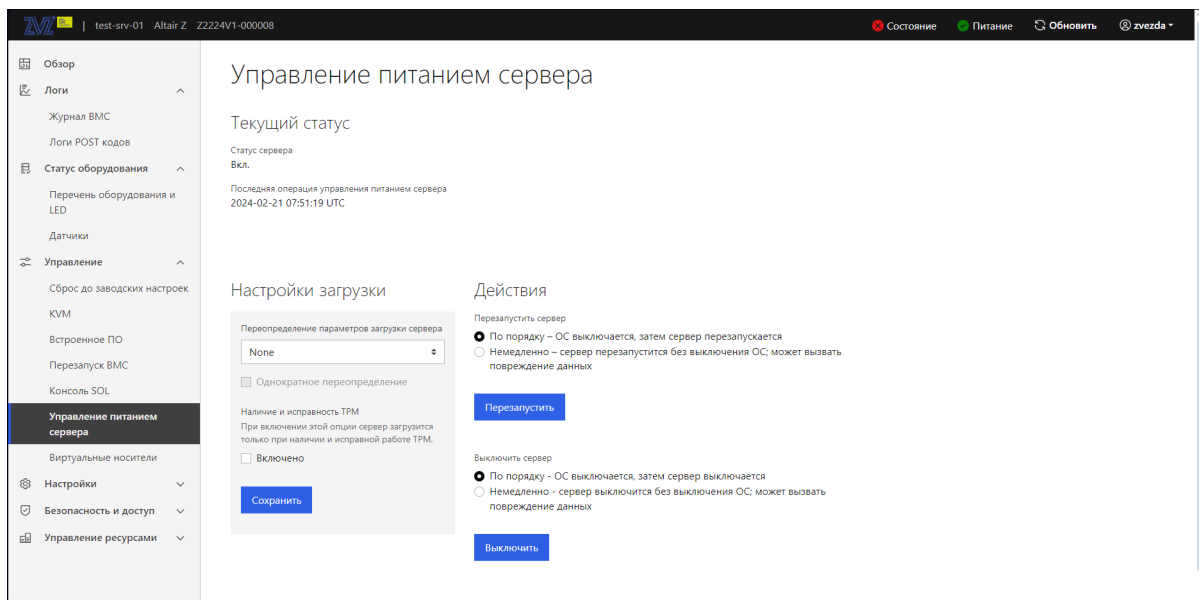 ZVZ
test-srv-01 Altair Z Z2224V1-000008
Состояние
Питание
Обновить
zvezda
Обзор
Логи
Журнал BMC
Логи POST кодов
Статус оборудования
Перечень оборудования и
LED
Датчики
Управление
Сброс до заводских настроек
KVM
Встроенное ПО
Перезапуск BMC
Консоль SOL
Управление питанием
сервера
Виртуальные носители
Настройки
Безопасность и доступ
Управление ресурсами
Управление питанием сервера
Текущий статус
Статус сервера
Вкл.
Последняя операция управления питанием сервера
2024-02-21 07:51:19 UTC
Настройки загрузки
Переопределение параметров загрузки сервера
None
Однократное переопределение
Наличие и исправность TPM
При включении этой опции сервер загрузится
только при наличии и исправной работе TPM.
Включено
Сохранить
Действия
Перезапустить сервер
По порядку – ОС выключается, затем сервер перезапускается
Немедленно – сервер перезапустится без выключения ОС; может вызвать
повреждение данных
Перезапустить
Выключить сервер
По порядку - ОС выключается, затем сервер выключается
Немедленно - сервер выключится без выключения ОС; может вызвать
повреждение данных
Выключить